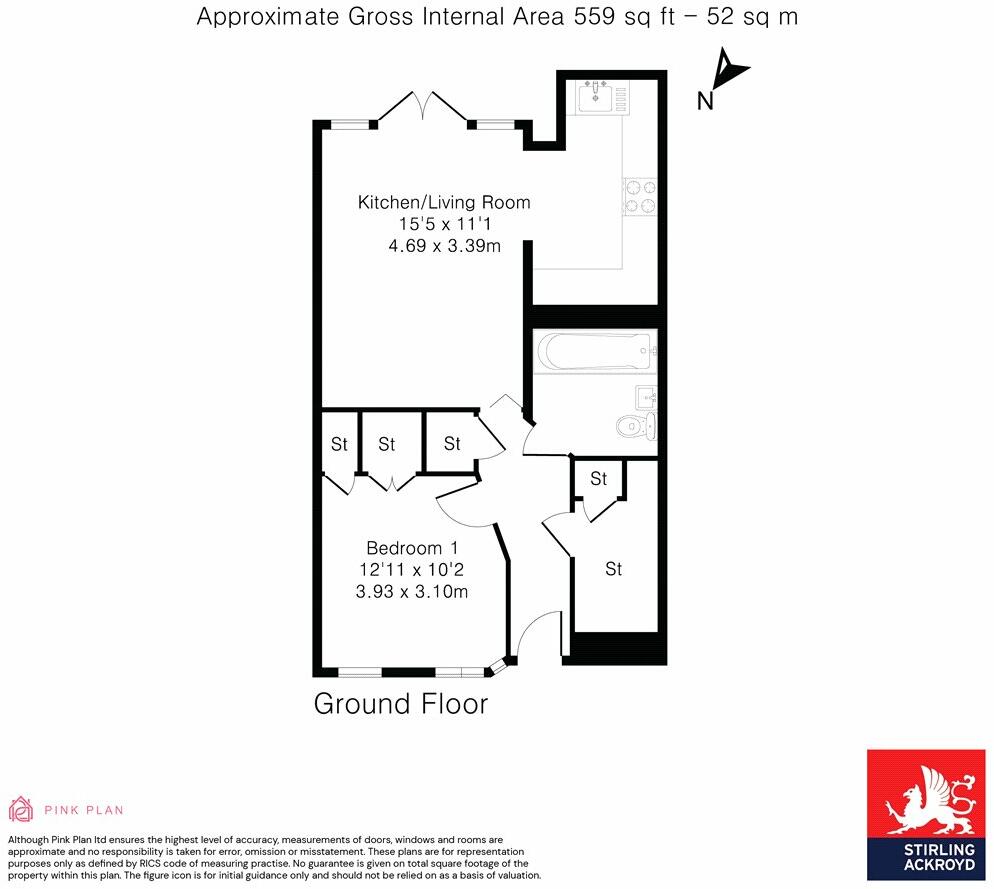 Approximate Gross Internal Area 559 sq ft – 52 sq m
N
Kitchen/Living Room
15'5 x 11'1
4.69 x 3.39m
St
St
St
St
Bedroom 1
12'11 x 10'2
3.93 x 3.10m
St
Ground Floor
PINK PLAN
Although Pink Plan ltd ensures the highest level of accuracy, measurements of doors, windows and rooms are
approximate and no responsibility is taken for error, omission or misstatement. These plans are for representation
purposes only as defined by RICS code of measuring practise. No guarantee is given on total square footage of the
property within this plan. The figure icon is for initial guidance only and should not be relied on as a basis of valuation.
STIRLING
ACKROYD